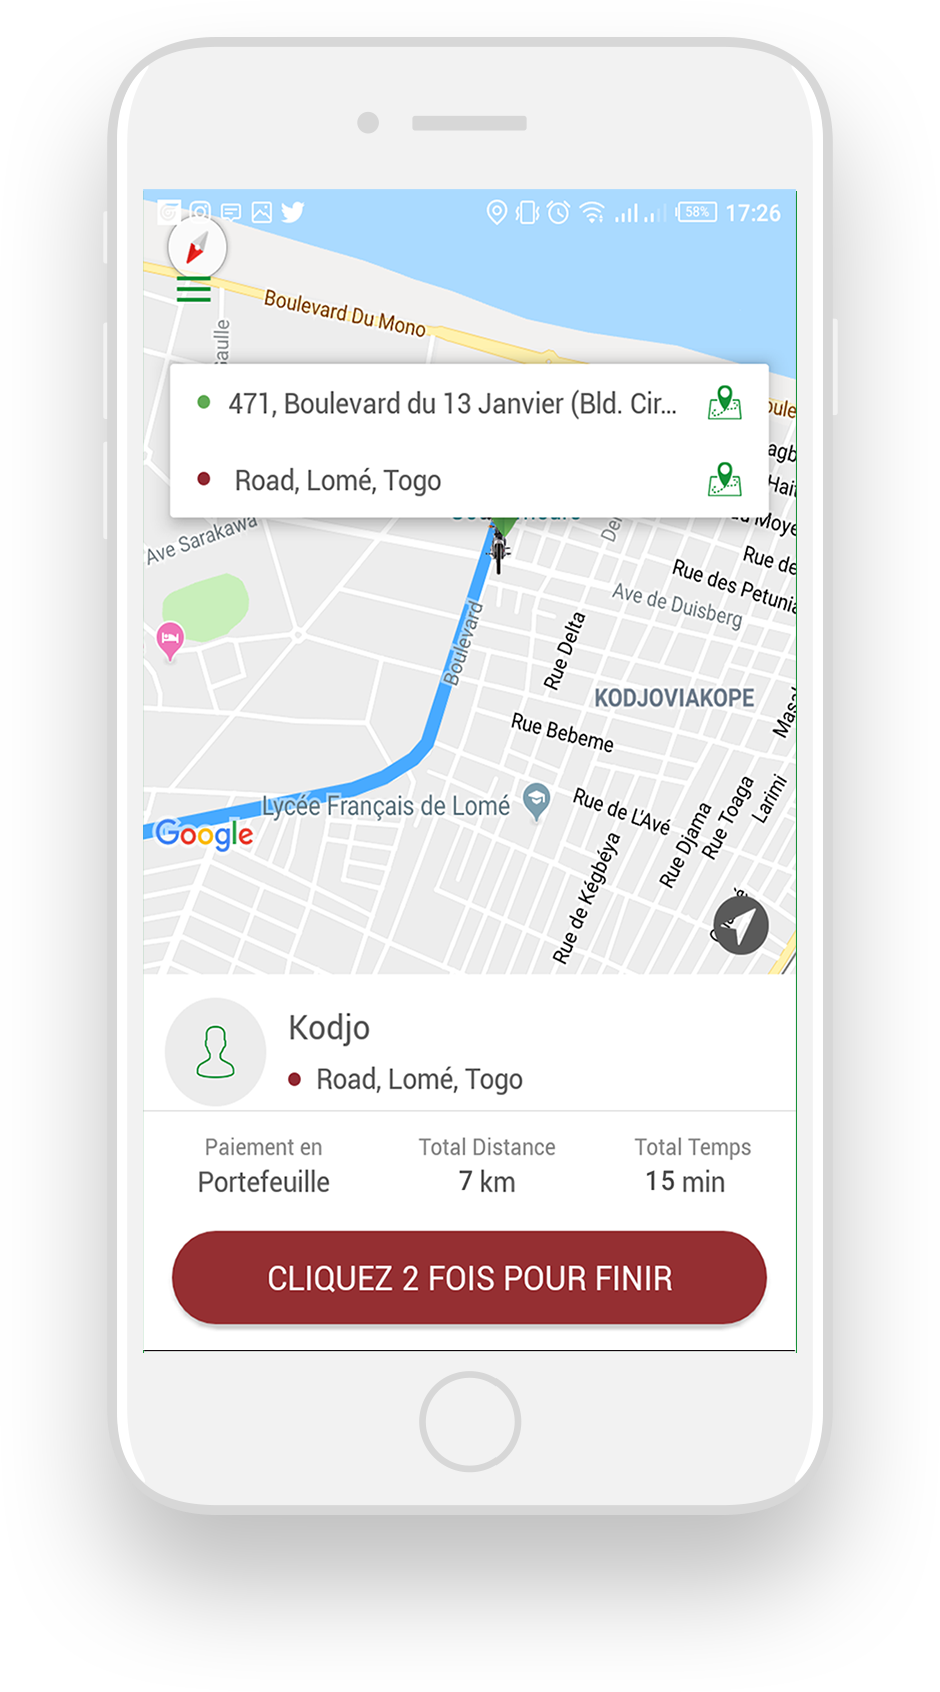 58%
17:26
Boulevard Du Mono
aulle
471, Boulevard du 13 Janvier (Bld. Cir...
Road, Lomé, Togo
oule
agb
Hait
Moye
Ave Sarakawa
Rue de
Rue des Petunia
Ave de Duisberg
Boulevard
Rue Delta
KODJOVIAKOPE
Rue Bebeme
Lycée Français de Lomé
Rue de L'Avé
Larimi
Rue Toaga
Rue Djama
Rue de Kégbéya
Google
Kodjo
Road, Lomé, Togo
Paiement en
Total Distance
Total Temps
Portefeuille
7 km
15 min
CLIQUEZ 2 FOIS POUR FINIR